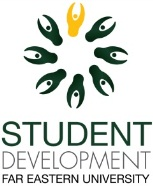 STUDENT
DEVELOPMENT
FAR EASTERN UNIVERSITY